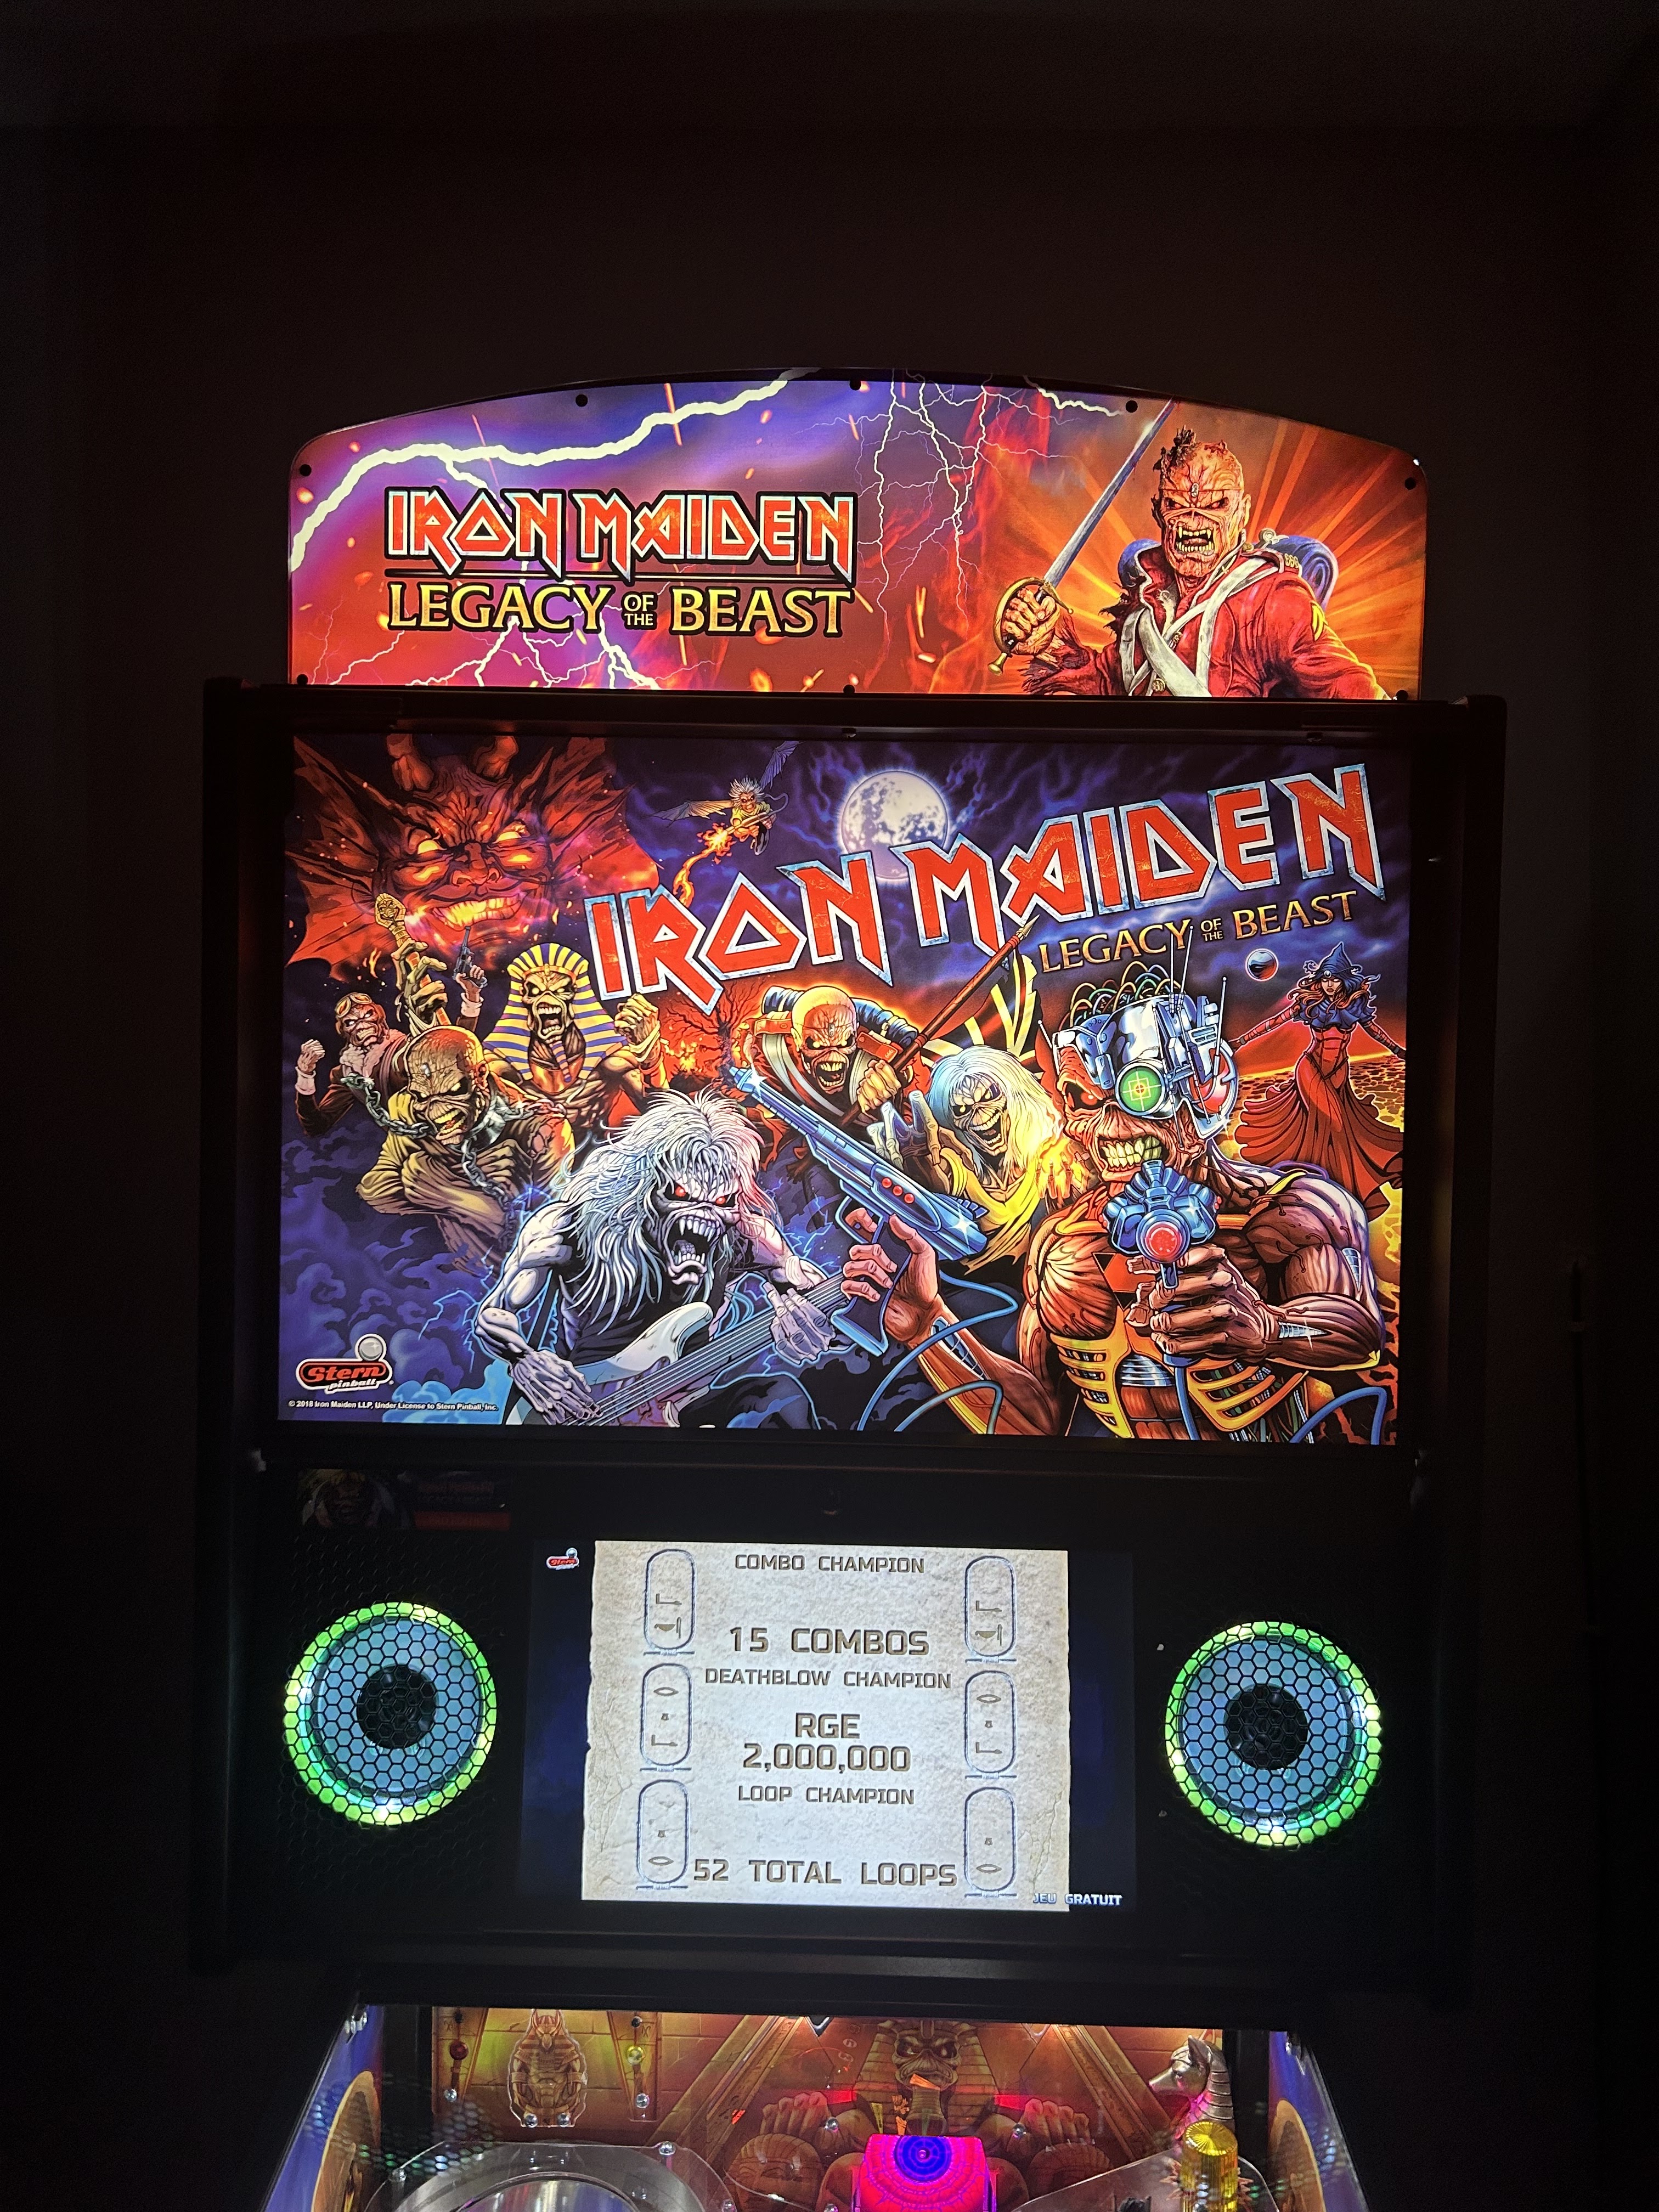 IRON MAIDEN
LEGACY OF THE BEAST
IRON MAIDEN
LEGACY OF THE BEAST
Stern
pinball
© 2018 Iron Maiden LLP, Under License to Stern Pinball, Inc.
Stern
COMBO CHAMPION
15 COMBOS
DEATHBLOW CHAMPION
RGE
2,000,000
LOOP CHAMPION
52 TOTAL LOOPS
JEU GRATUIT